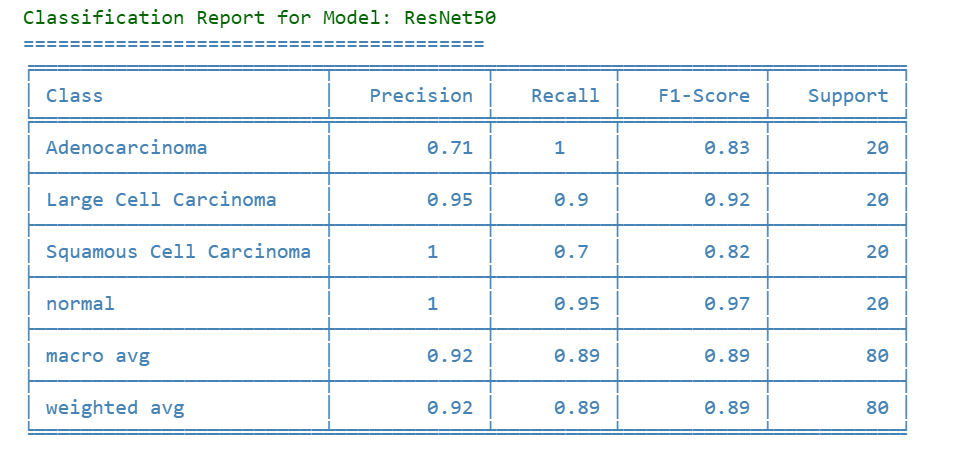 Classification Report for Model: ResNet50
========================================
Class Precision Recall F1-Score Support
Adenocarcinoma 0.71 1 0.83 20
Large Cell Carcinoma 0.95 0.9 0.92 20
Squamous Cell Carcinoma 1 0.7 0.82 20
normal 1 0.95 0.97 20
macro avg 0.92 0.89 0.89 80
weighted avg 0.92 0.89 0.89 80